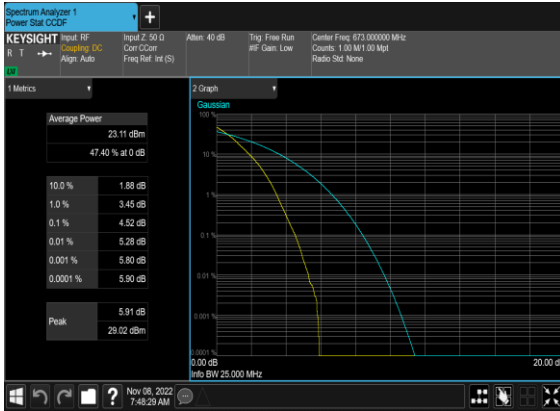 Spectrum Analyzer 1
Power Stat CCDF
+
KEYSIGHT
R T
Input: RF
Coupling: DC
Align: Auto
Input Z: 50 Ω
Corr CCorr
Freq Ref: Int (S)
Atten: 40 dB
Trig: Free Run
#IF Gain: Low
Center Freq: 673.000000 MHz
Counts: 1.00 M/1.00 Mpt
Radio Std: None
1 Metrics
Average Power
23.11 dBm
47.40 % at 0 dB
10.0 % 1.88 dB
1.0 % 3.45 dB
0.1 % 4.52 dB
0.01 % 5.28 dB
0.001 % 5.80 dB
0.0001 % 5.90 dB
Peak
5.91 dB
29.02 dBm
2 Graph
Gaussian
100 %
10 %
1 %
0.1 %
0.01 %
0.001 %
0.0001 %
0.00 dB
20.00 d
Info BW 25.000 MHz
?
Nov 08, 2022
7:48:29 AM